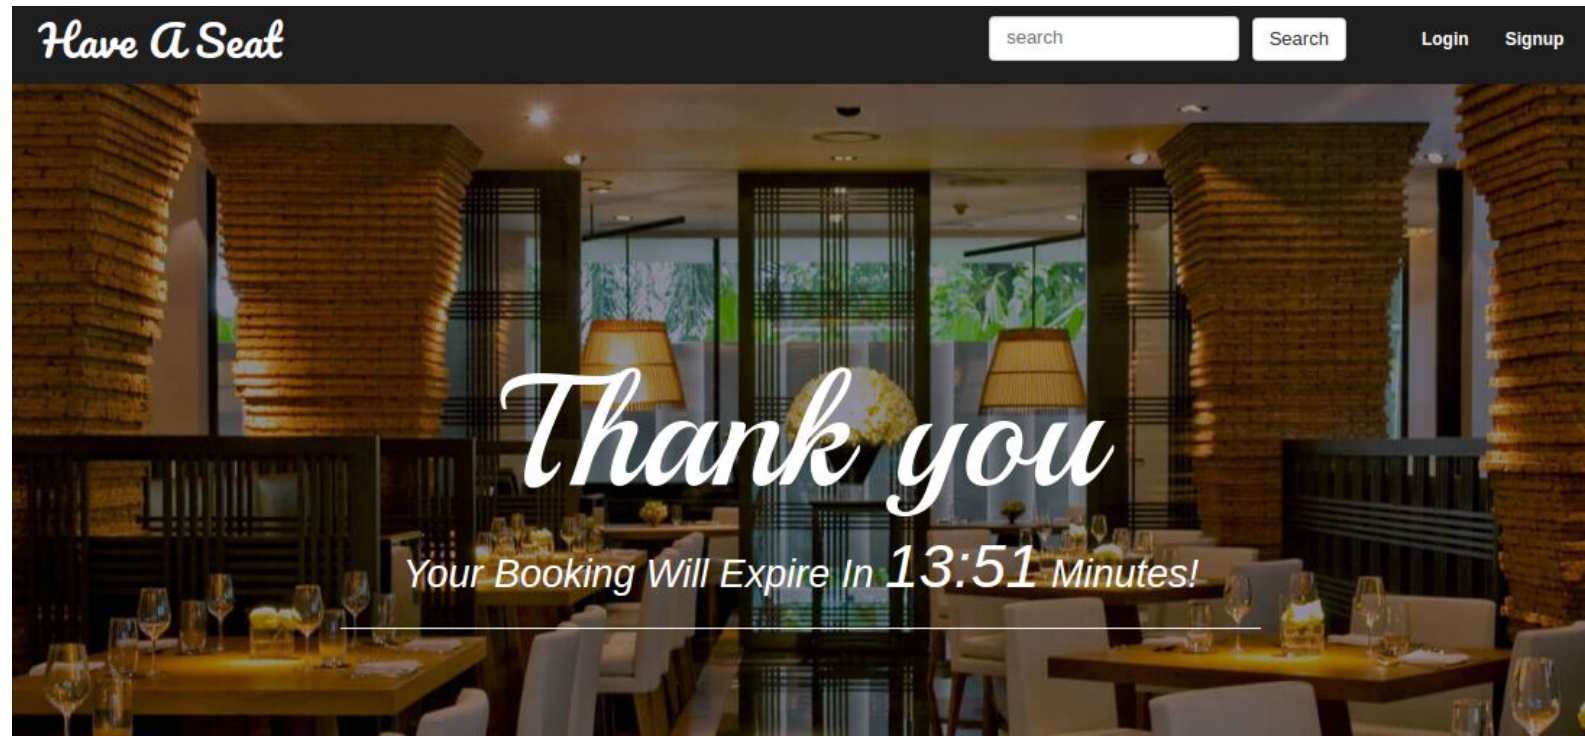 Have A Seat
search Search Login Signup
Thank you
Your Booking Will Expire In 13:51 Minutes!